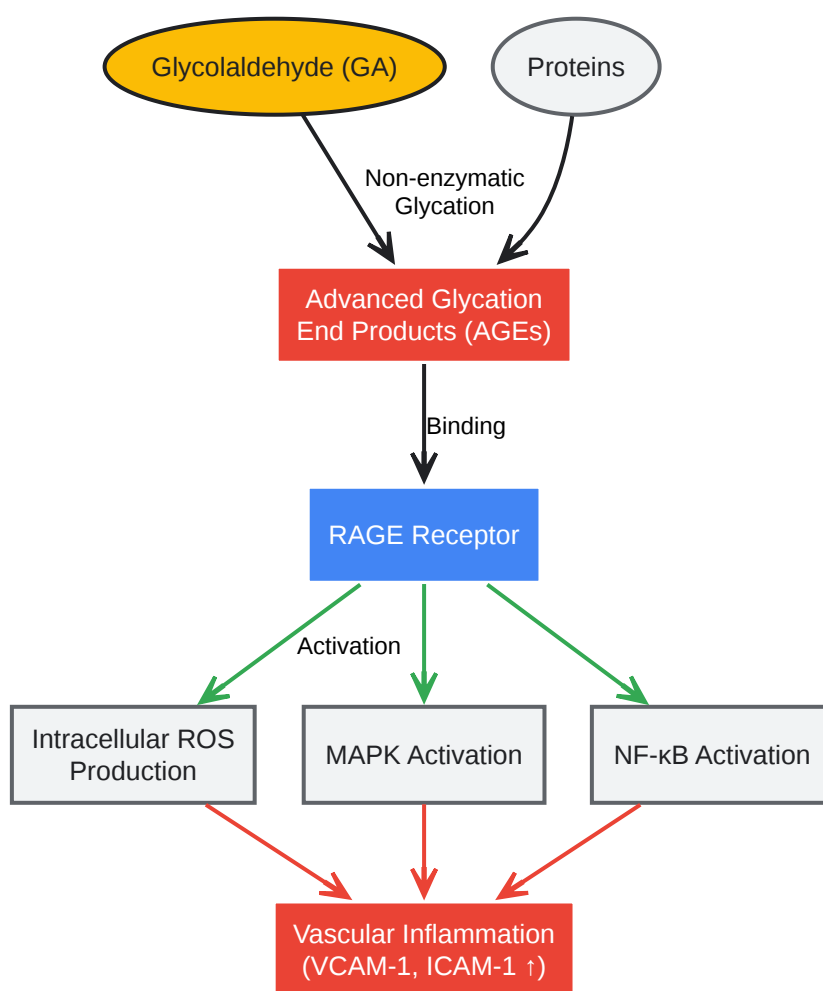 Glycolaldehyde (GA)
Proteins
Non-enzymatic
Glycation
Advanced Glycation
End Products (AGEs)
Binding
RAGE Receptor
Activation
Intracellular ROS
Production
MAPK Activation
NF-κB Activation
Vascular Inflammation
(VCAM-1, ICAM-1 ↑)